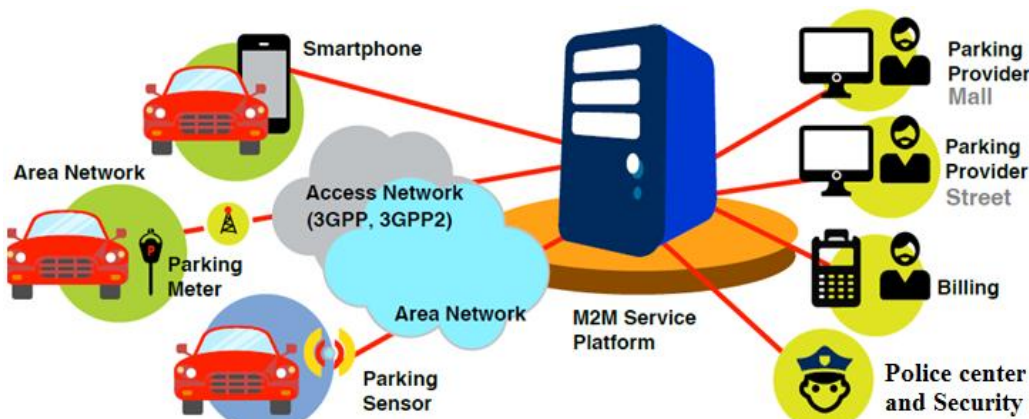 Smartphone
Area Network
Parking
Meter
Access Network
(3GPP, 3GPP2)
Area Network
Parking
Sensor
P
M2M Service
Platform
Parking
Provider
Mall
Parking
Provider
Street
Billing
Police center
and Security